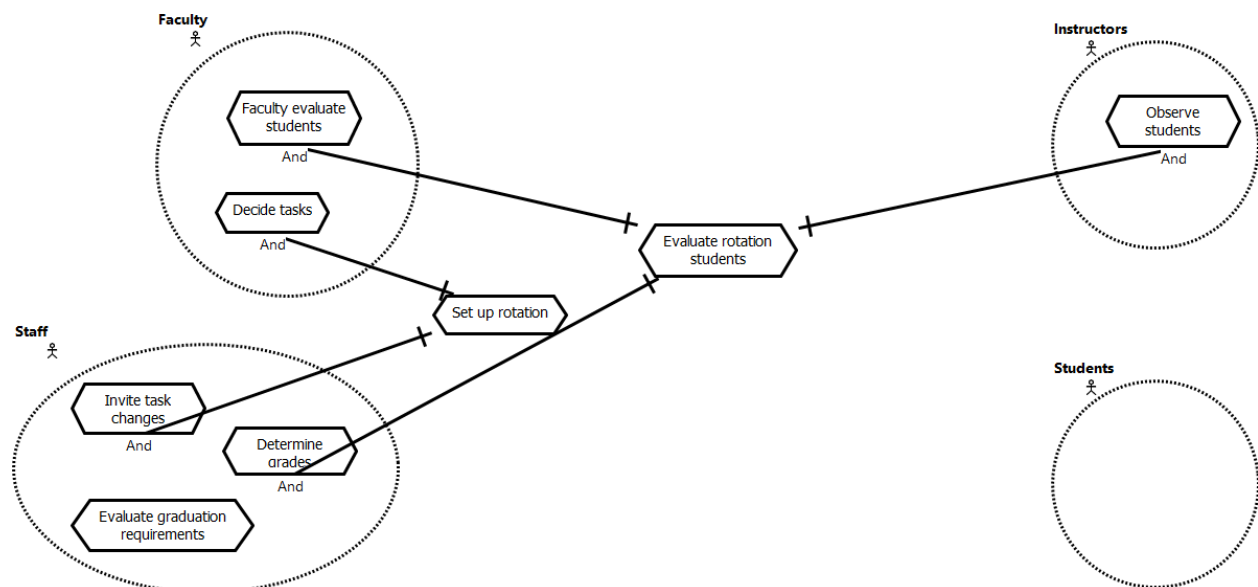 Faculty
Instructors
Faculty evaluate
students
And
Observe
students
And
Decide tasks
And
Evaluate rotation
students
Set up rotation
Staff
Students
Invite task
changes
And
Determine
grades
And
Evaluate graduation
requirements